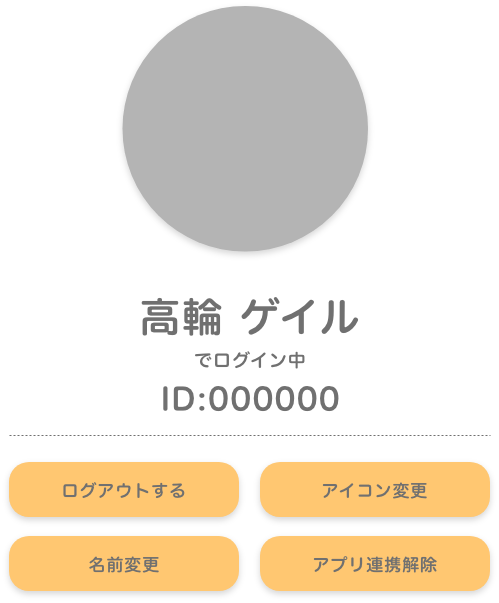 高輪 ゲイル
でログイン中
ID:000000
ログアウトする
アイコン変更
名前変更
アプリ連携解除